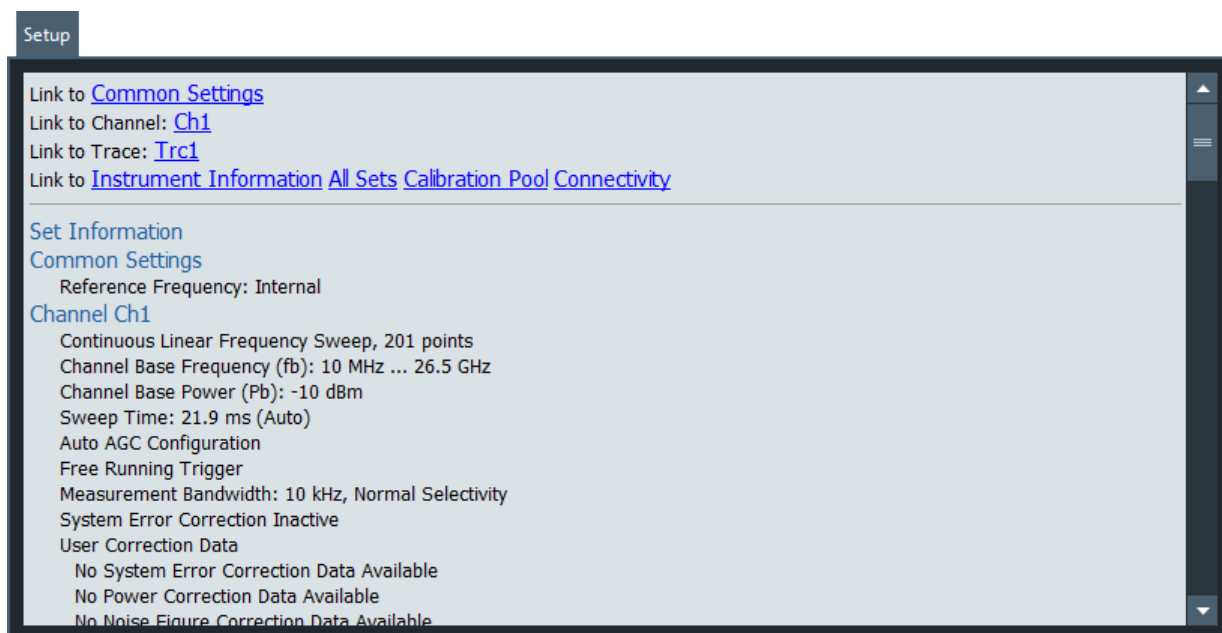 Setup
Link to Common Settings
Link to Channel: Ch1
Link to Trace: Trc1
Link to Instrument Information All Sets Calibration Pool Connectivity
Set Information
Common Settings
Reference Frequency: Internal
Channel Ch1
Continuous Linear Frequency Sweep, 201 points
Channel Base Frequency (fb): 10 MHz ... 26.5 GHz
Channel Base Power (Pb): -10 dBm
Sweep Time: 21.9 ms (Auto)
Auto AGC Configuration
Free Running Trigger
Measurement Bandwidth: 10 kHz, Normal Selectivity
System Error Correction Inactive
User Correction Data
No System Error Correction Data Available
No Power Correction Data Available
No Noise Figure Correction Data Available